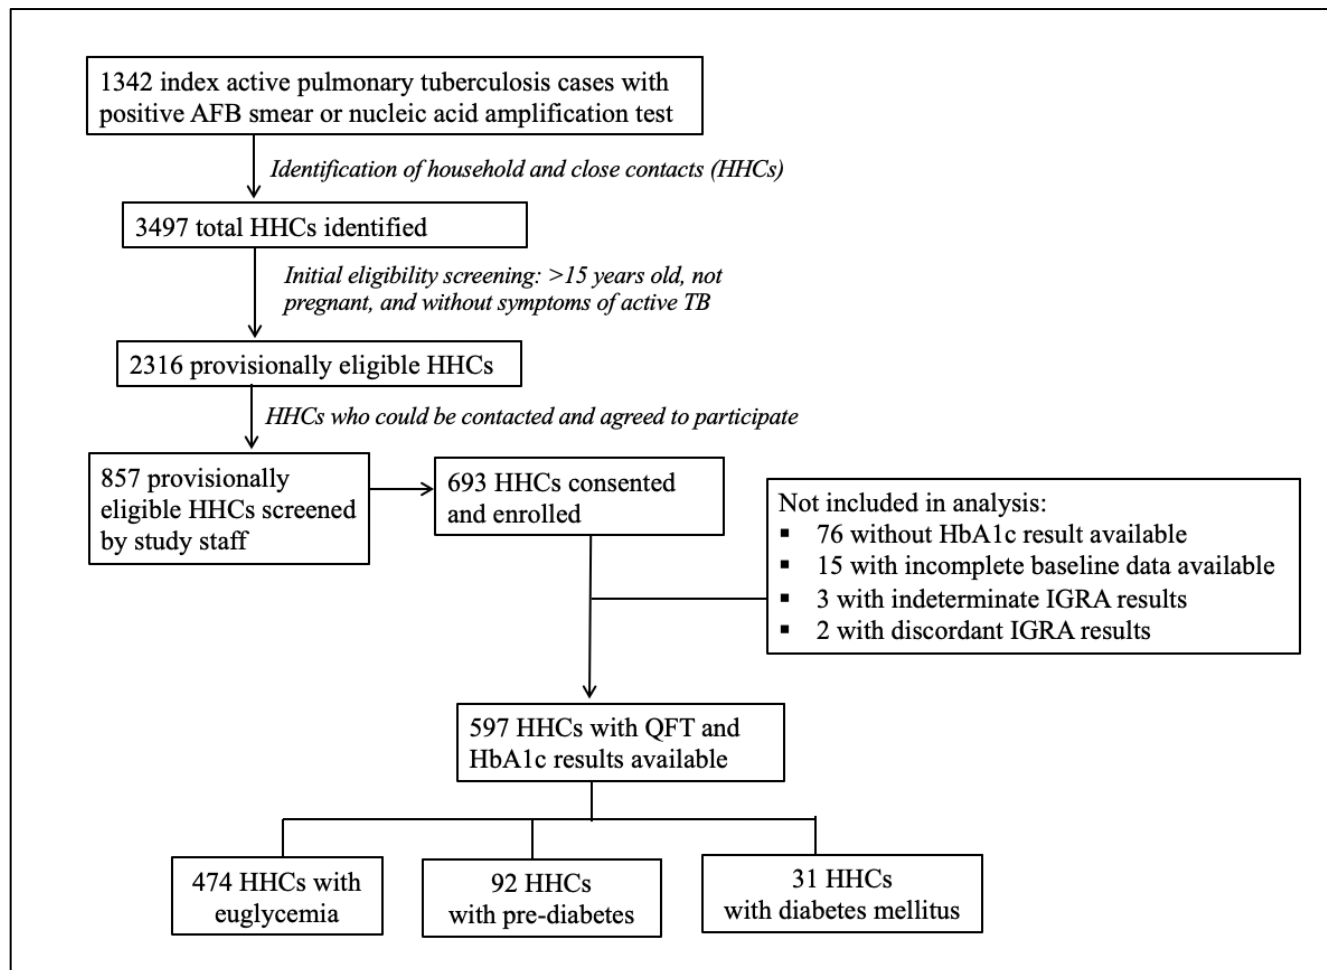 1342 index active pulmonary tuberculosis cases with
positive AFB smear or nucleic acid amplification test
Identification of household and close contacts (HHCs)
3497 total HHCs identified
Initial eligibility screening: >15 years old, not
pregnant, and without symptoms of active TB
2316 provisionally eligible HHCs
HHCs who could be contacted and agreed to participate
857 provisionally
eligible HHCs screened
by study staff
693 HHCs consented
and enrolled
Not included in analysis:
▪ 76 without HbA1c result available
▪ 15 with incomplete baseline data available
▪ 3 with indeterminate IGRA results
▪ 2 with discordant IGRA results
597 HHCs with QFT and
HbA1c results available
474 HHCs with
euglycemia
92 HHCs
with pre-diabetes
31 HHCs
with diabetes mellitus